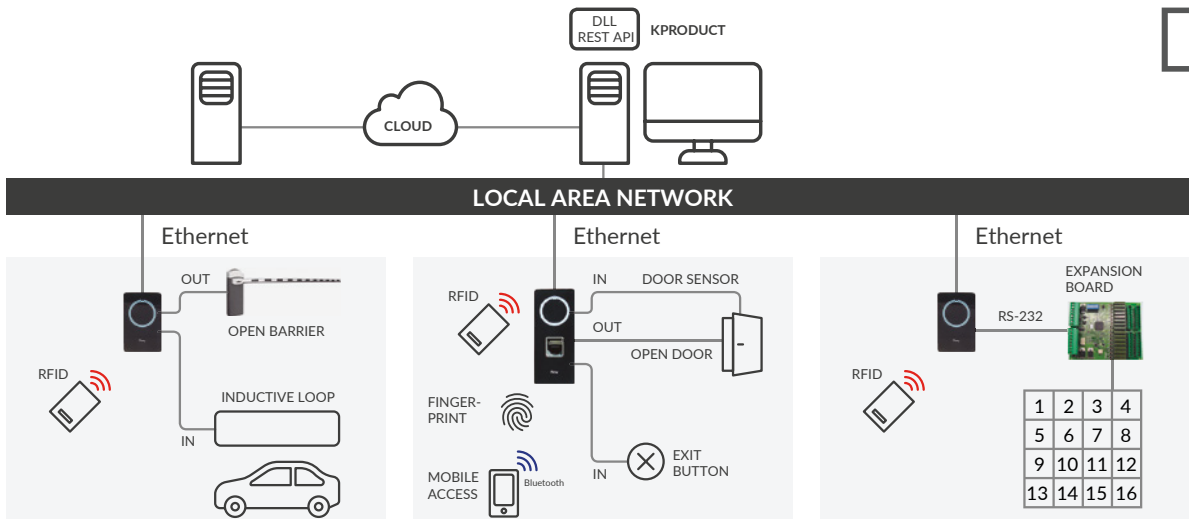 DLL
REST API
KPRODUCT
CLOUD
LOCAL AREA NETWORK
Ethernet
Ethernet
Ethernet
OUT
OPEN BARRIER
RFID
INDUCTIVE LOOP
IN
IN
DOOR SENSOR
RFID
OUT
OPEN DOOR
FINGER-
PRINT
MOBILE
ACCESS
Bluetooth
IN
EXIT
BUTTON
EXPANSION
BOARD
RS-232
RFID
1 2 3 4
5 6 7 8
9 10 11 12
13 14 15 16